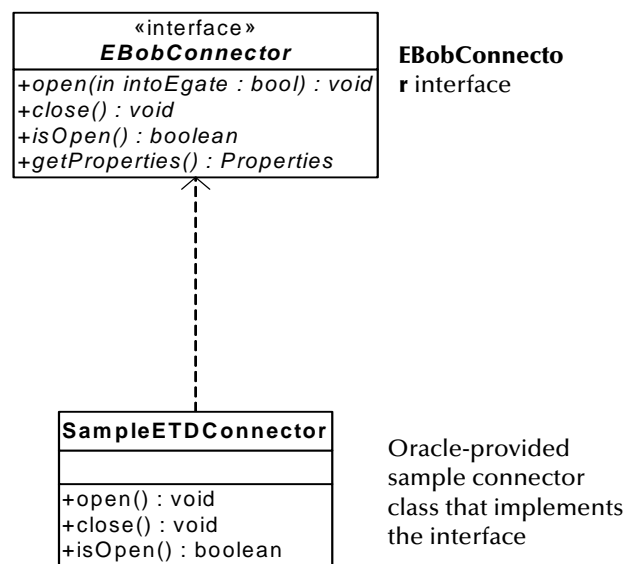 «interface»
EBobConnector
+open(in intoEgate : bool) : void
+close() : void
+isOpen() : boolean
+getProperties() : Properties
EBobConnecto
r interface
SampleETDConnector
+open() : void
+close() : void
+isOpen() : boolean
Oracle-provided
sample connector
class that implements
the interface